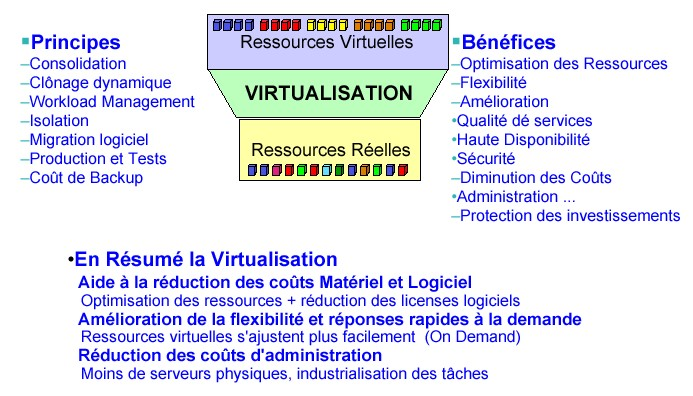 ▪Principes
–Consolidation
–Clônage dynamique
–Workload Management
–Isolation
–Migration logiciel
–Production et Tests
–Coût de Backup
Ressources Virtuelles
VIRTUALISATION
Ressources Réelles
▪Bénéfices
–Optimisation des Ressources
–Flexibilité
–Amélioration
•Qualité de services
•Haute Disponibilité
•Sécurité
–Diminution des Coûts
•Administration ...
–Protection des investissements
•En Résumé la Virtualisation
Aide à la réduction des coûts Matériel et Logiciel
Optimisation des ressources + réduction des licenses logiciels
Amélioration de la flexibilité et réponses rapides à la demande
Ressources virtuelles s'ajustent plus facilement (On Demand)
Réduction des coûts d'administration
Moins de serveurs physiques, industrialisation des tâches